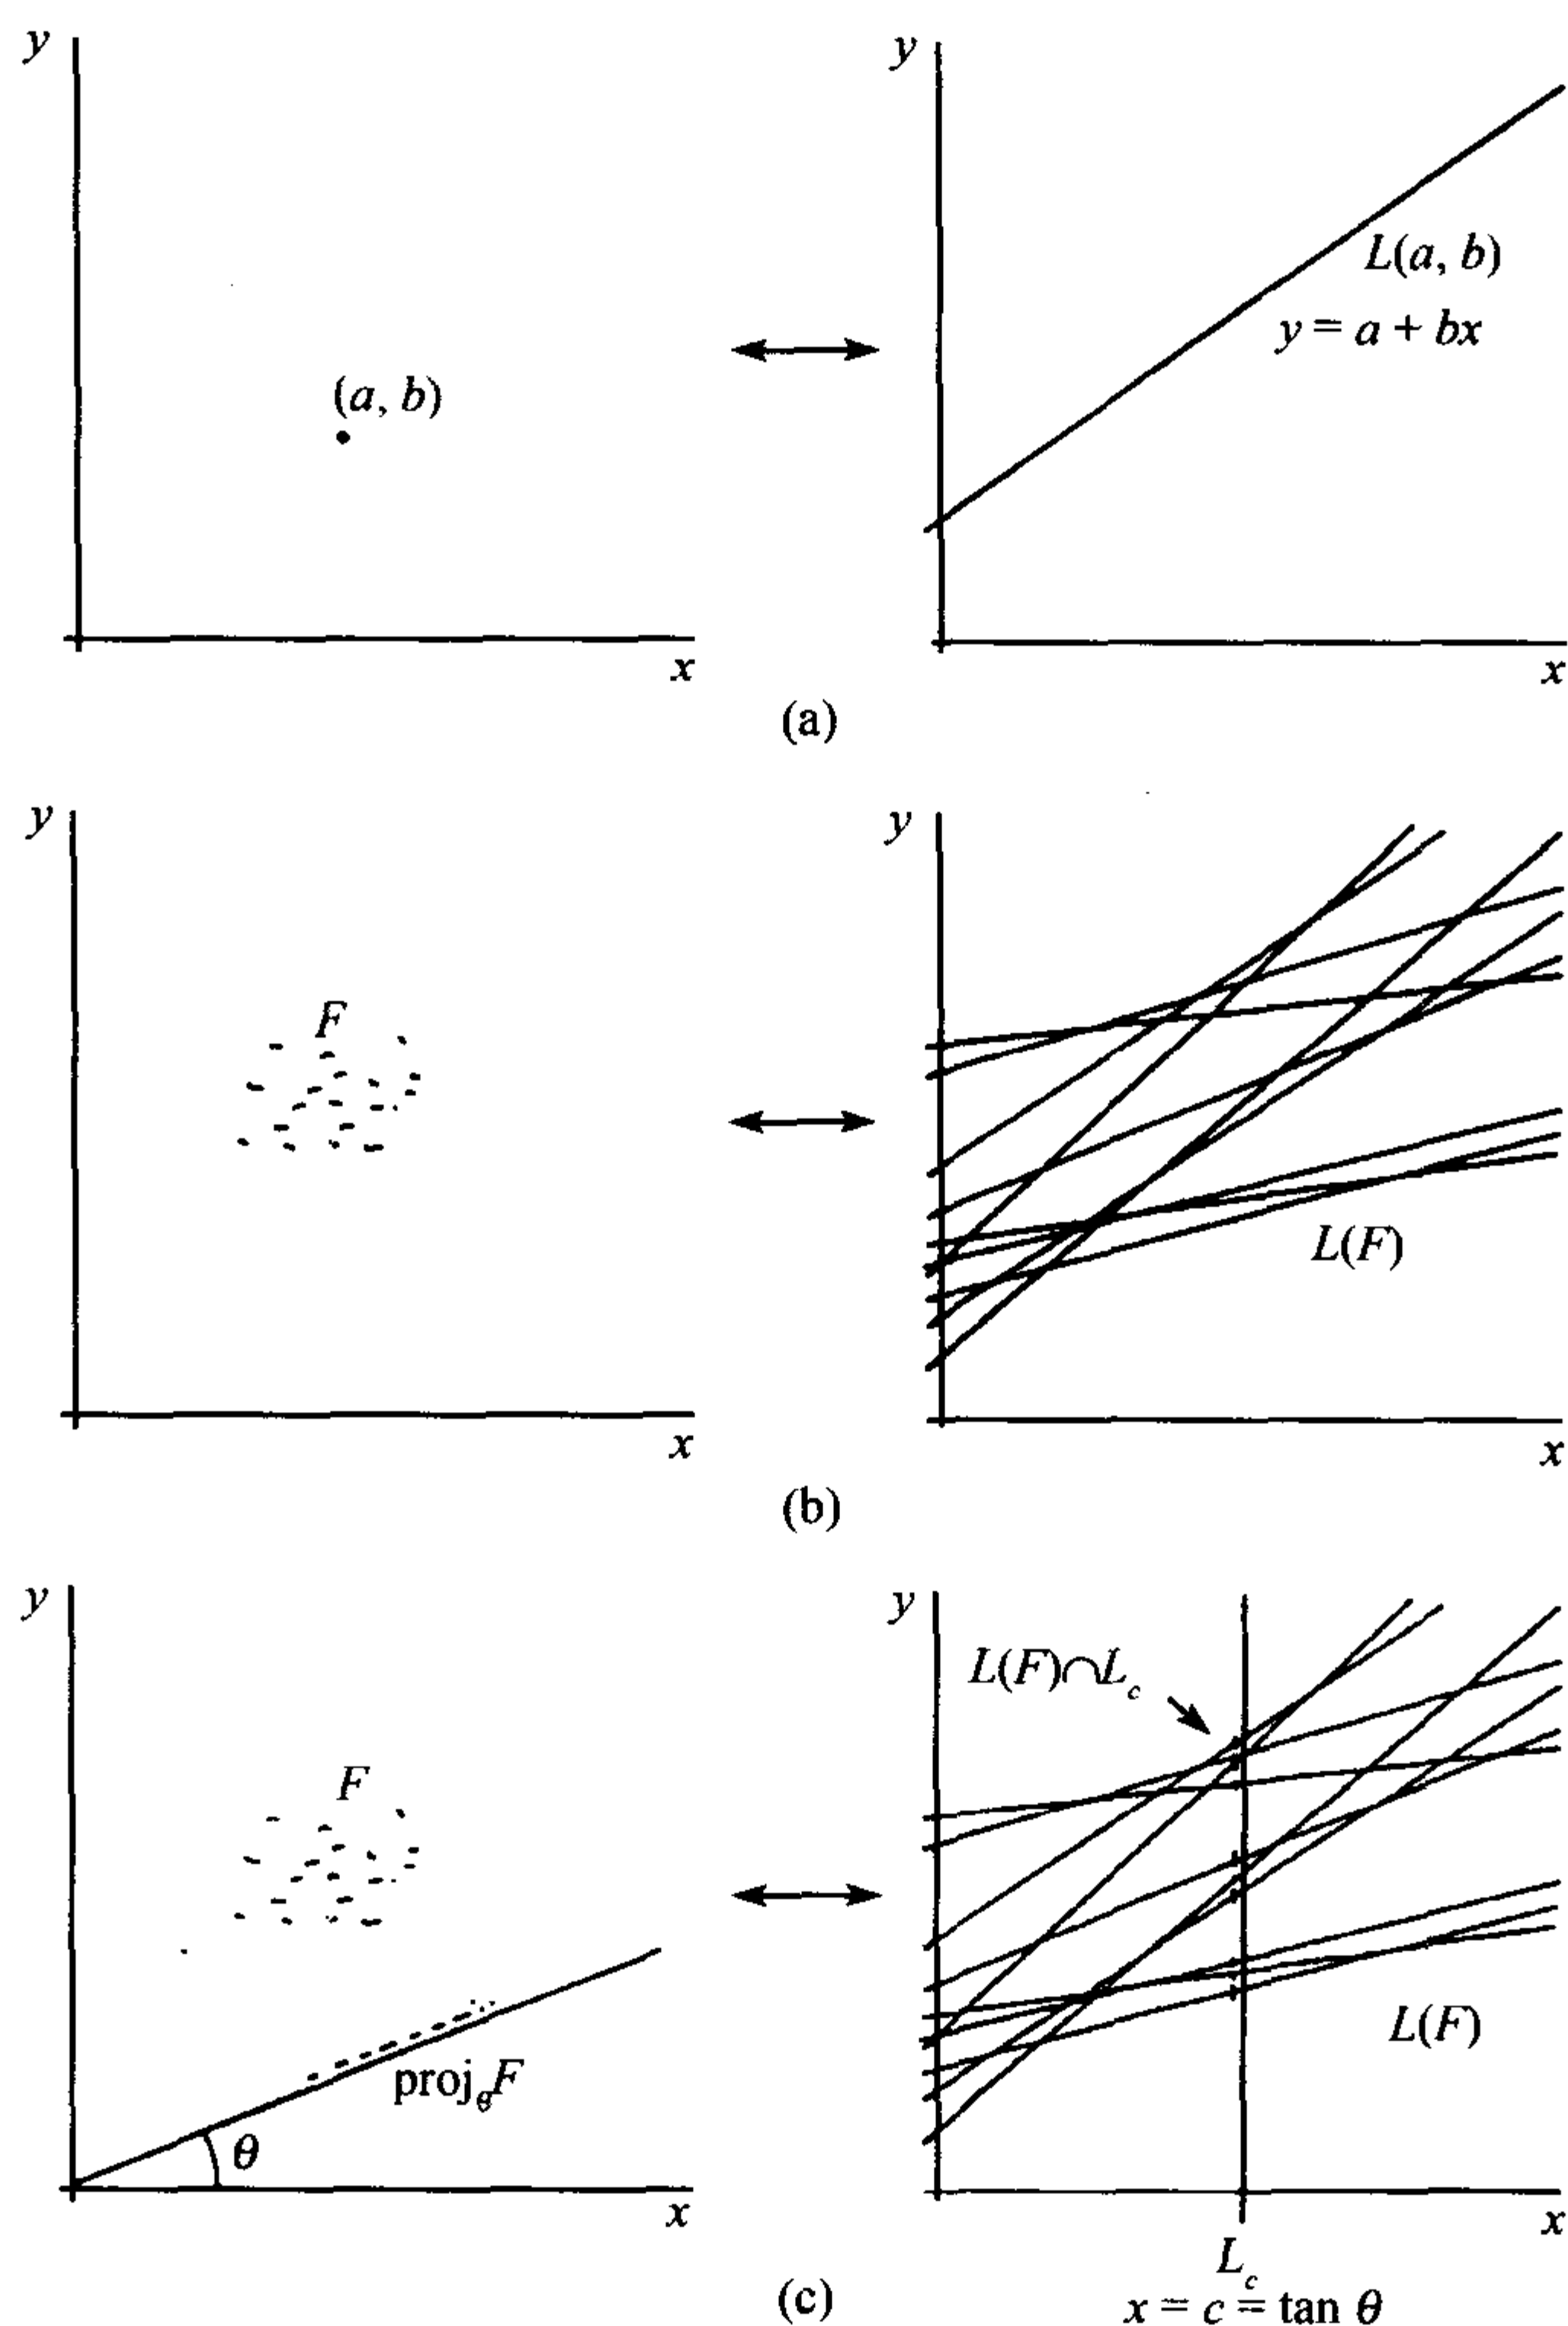 y
y
L(a, b)
y = a + bx
(a, b)
x
x
(a)
y
y
F
L(F)
x
x
(b)
y
y
L(F)∩L_c
F
proj_θF
L(F)
θ
x
x
L_c
(c)
x = c = tan θ